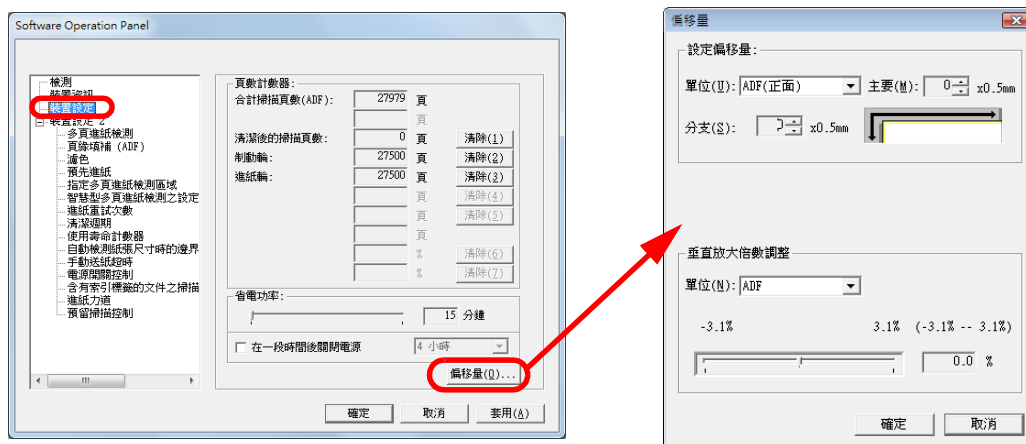 Software Operation Panel
檢測
裝置資訊
裝置設定
裝置設定 2
多頁進紙檢測
頁緣填補 (ADF)
濾色
預先進紙
指定多頁進紙檢測區域
智慧型多頁進紙檢測之設定
進紙重試次數
清潔週期
使用壽命計數器
自動檢測紙張尺寸時的邊界
手動送紙超時
電源開關控制
含有索引標籤的文件之掃描
進紙力道
預留掃描控制
頁數計數器:
合計掃描頁數(ADF): 27979 頁
頁
清潔後的掃描頁數: 0 頁 清除(1)
制動輪: 27500 頁 清除(2)
進紙輪: 27500 頁 清除(3)
頁 清除(4)
頁 清除(5)
頁
% 清除(6)
% 清除(7)
省電功率:
15 分鐘
在一段時間後關閉電源 4 小時
偏移量(O)...
確定 取消 套用(A)
偏移量
設定偏移量:
單位(U): ADF(正面) 主要(M): 0 x0.5mm
分支(S): x0.5mm
垂直放大倍數調整
單位(N): ADF
-3.1% 3.1% (-3.1% -- 3.1%)
0.0 %
確定 取消